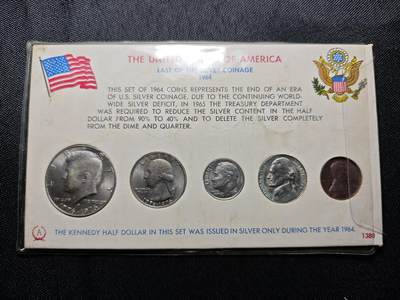 THE UNITED OF AMERICA
LAST OF COINAGE
1964
THIS SET OF 1964 COINS REPRESENTS THE END OF AN ERA
OF U.S. SILVER COINAGE. DUE TO THE CONTINUING WORLD-
WIDE SILVER DEFICIT, IN 1965 THE TREASURY DEPARTMENT
WAS REQUIRED TO REDUCE THE SILVER CONTENT IN THE HALF
DOLLAR FROM 90% TO 40% AND TO DELETE THE SILVER COMPLETELY
FROM THE DIME AND QUARTER.
A
THE KENNEDY HALF DOLLAR IN THIS SET WAS ISSUED IN SILVER ONLY DURING THE YEAR 1964.
1388